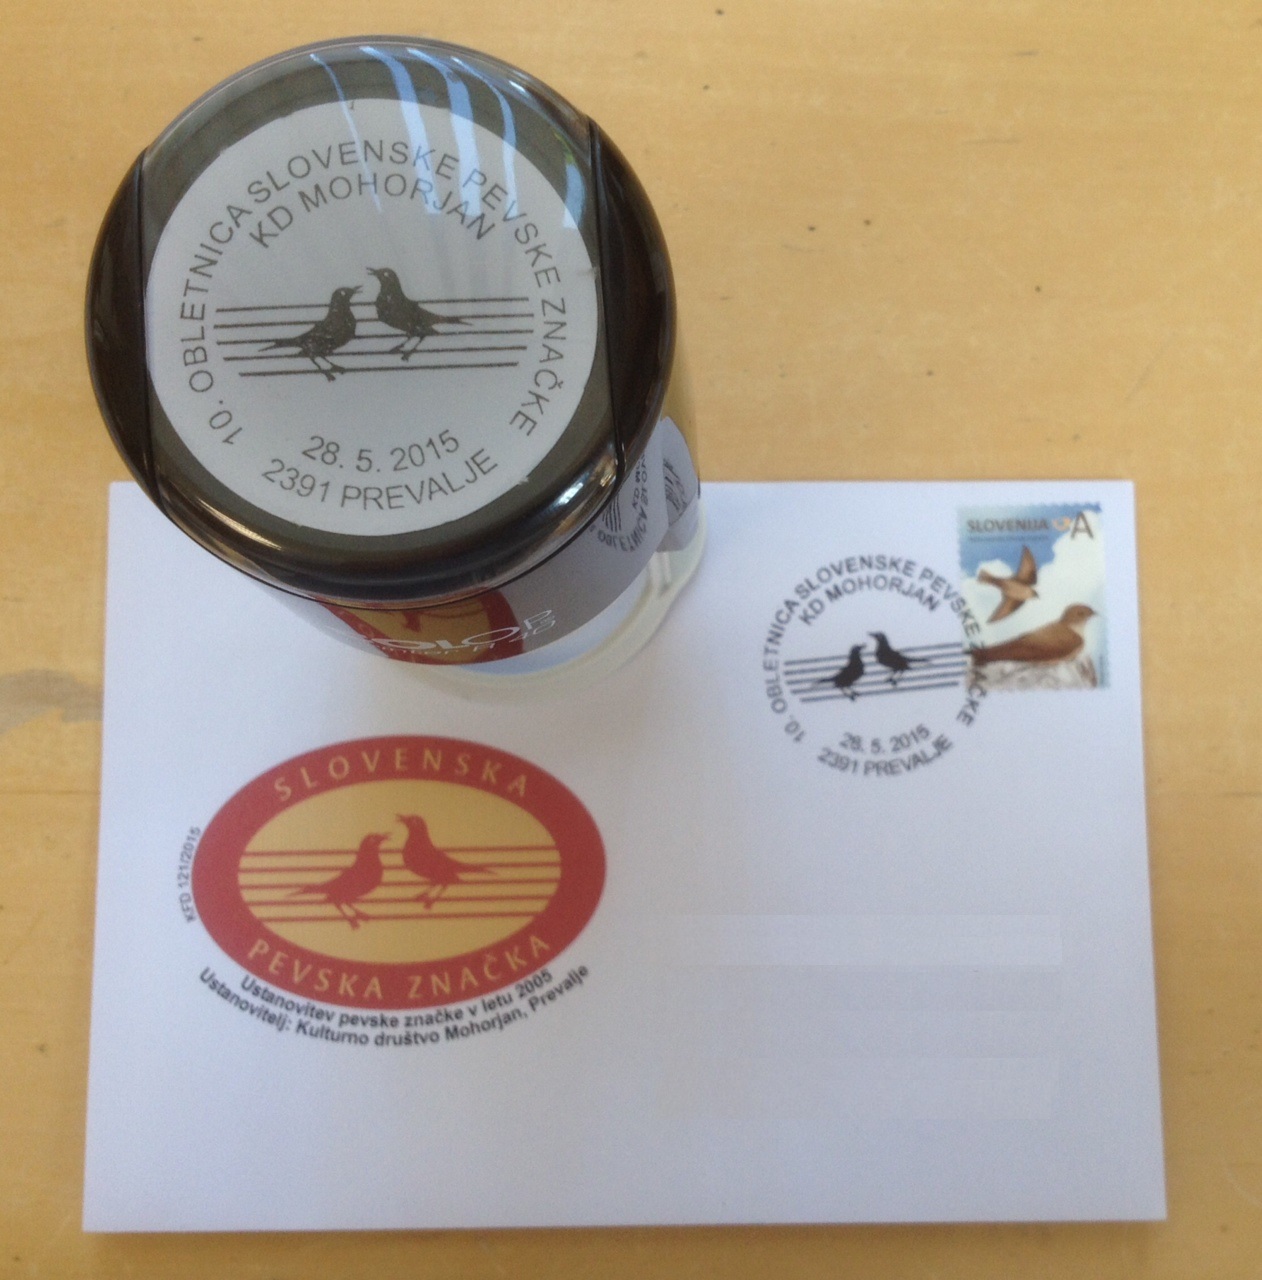 10. OBLETNICA SLOVENSKE PEVSKE ZNAČKE
KD MOHORJAN
28. 5. 2015
2391 PREVALJE
SLOVENIJA A
10. OBLETNICA SLOVENSKE PEVSKE ZNAČKE
KD MOHORJAN
28. 5. 2015
2391 PREVALJE
SLOVENSKA
PEVSKA ZNAČKA
KFD 121/2015
Ustanovitev pevske značke v letu 2005
Ustanovitelj: Kulturno društvo Mohorjan, Prevalje